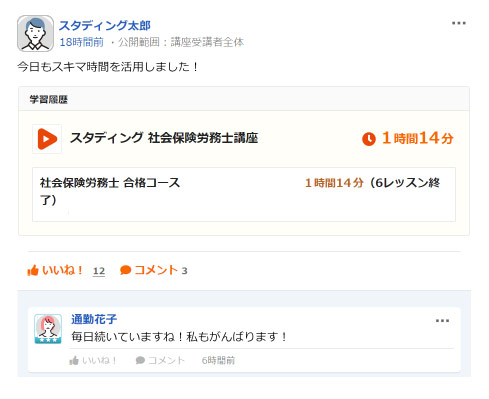 スタディング太郎
18時間前 ・公開範囲：講座受講者全体
今日もスキマ時間を活用しました！
学習履歴
スタディング 社会保険労務士講座 1時間14分
社会保険労務士 合格コース 1時間14分（6レッスン終
了）
いいね！ 12 コメント 3
通勤花子
毎日続いていますね！私もがんばります！
いいね！ コメント 6時間前